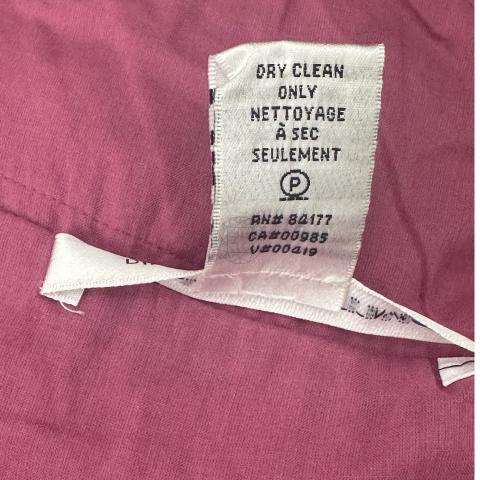 DRY CLEAN
ONLY
NETTOYAGE
À SEC
SEULEMENT
P
RN# 84177
CA#00985
V#00419